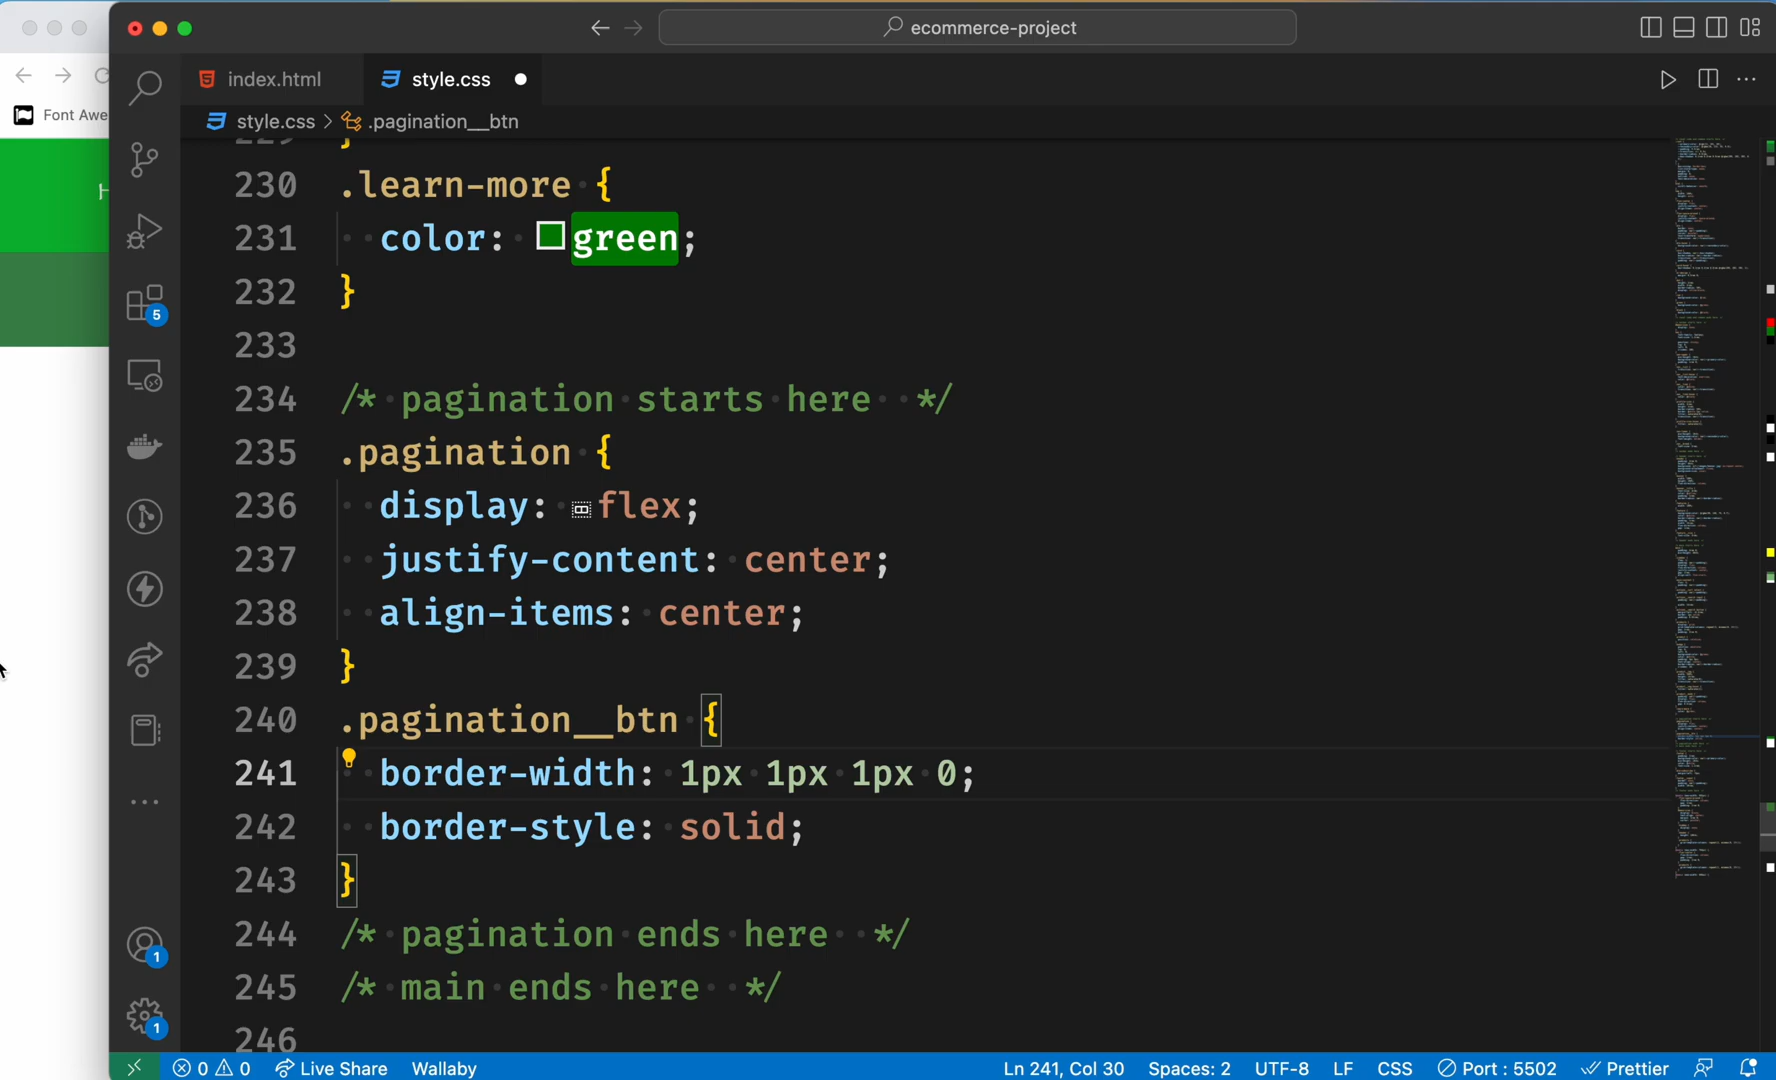 ecommerce-project
index.html
style.css
Font Awe
style.css > .pagination__btn
229 }
230 .learn-more {
231 color: green;
232 }
233
234 /* pagination starts here */
235 .pagination {
236 display: flex;
237 justify-content: center;
238 align-items: center;
239 }
240 .pagination__btn {
241 border-width: 1px 1px 1px 0;
242 border-style: solid;
243 }
244 /* pagination ends here */
245 /* main ends here */
246
5
1
1
0 0 Live Share Wallaby Ln 241, Col 30 Spaces: 2 UTF-8 LF CSS Port : 5502 Prettier